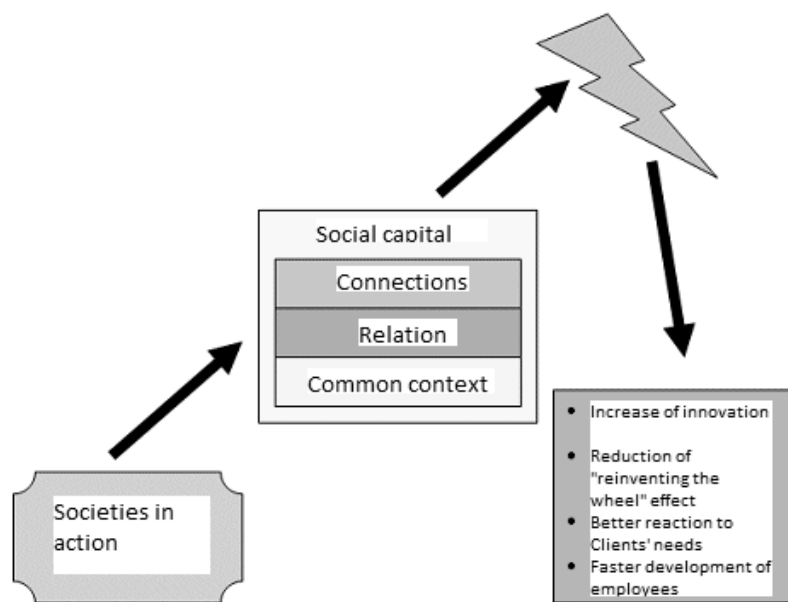 Social capital
Connections
Relation
Common context
Societies in
action
• Increase of innovation
• Reduction of
"reinventing the
wheel" effect
• Better reaction to
Clients' needs
• Faster development of
employees